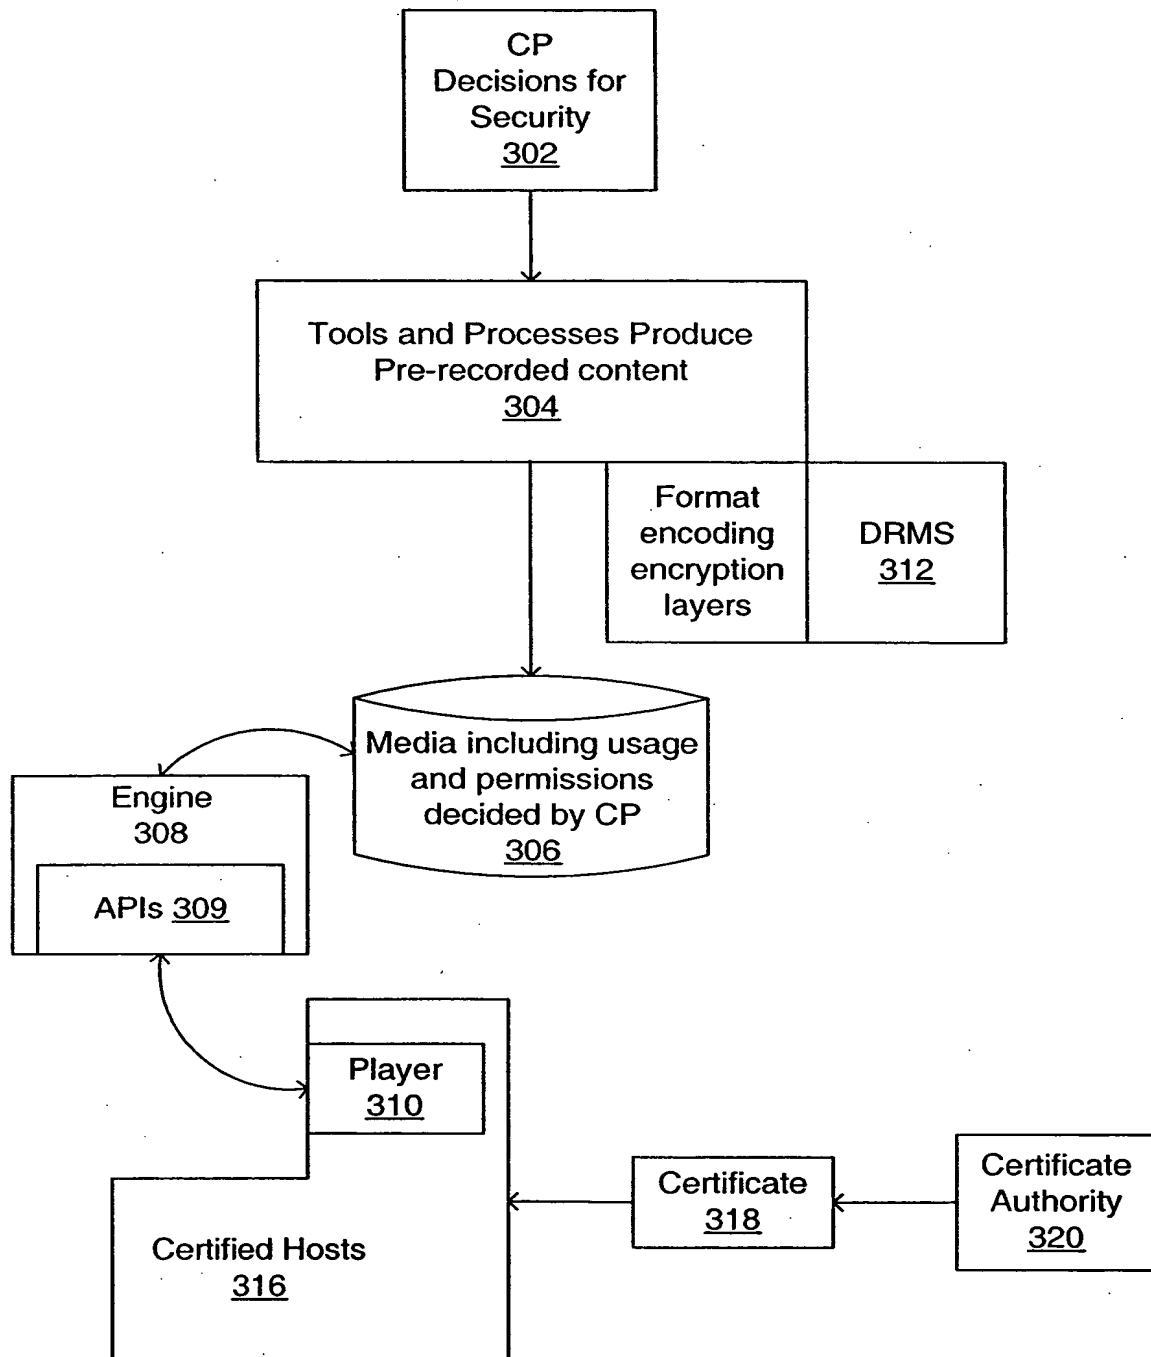 CP
Decisions for
Security
302
Tools and Processes Produce
Pre-recorded content
304
Format
encoding
encryption
layers
DRMS
312
Media including usage
and permissions
decided by CP
306
Engine
308
APIs 309
Player
310
Certificate
318
Certificate
Authority
320
Certified Hosts
316